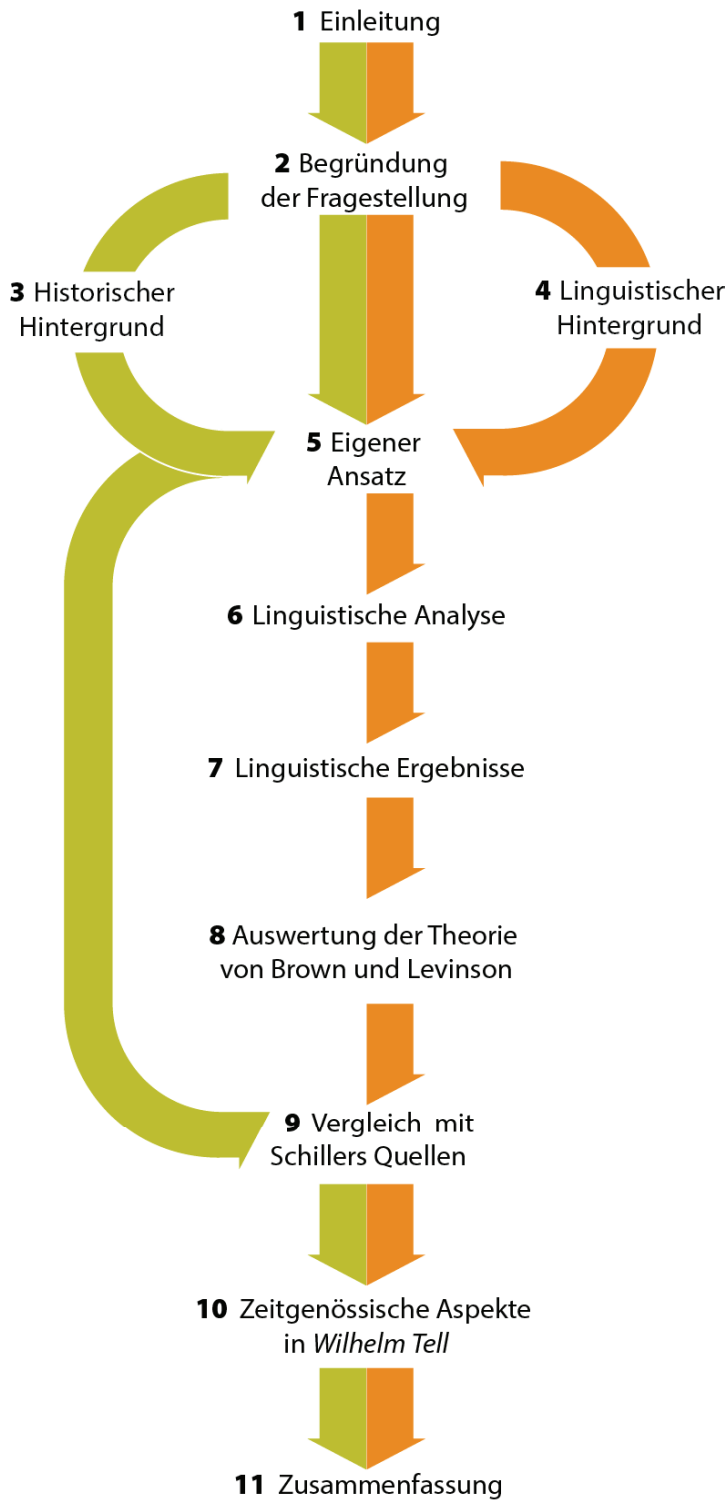 1 Einleitung
2 Begründung
der Fragestellung
3 Historischer
Hintergrund
4 Linguistischer
Hintergrund
5 Eigener
Ansatz
6 Linguistische Analyse
7 Linguistische Ergebnisse
8 Auswertung der Theorie
von Brown und Levinson
9 Vergleich mit
Schillers Quellen
10 Zeitgenössische Aspekte
in Wilhelm Tell
11 Zusammenfassung